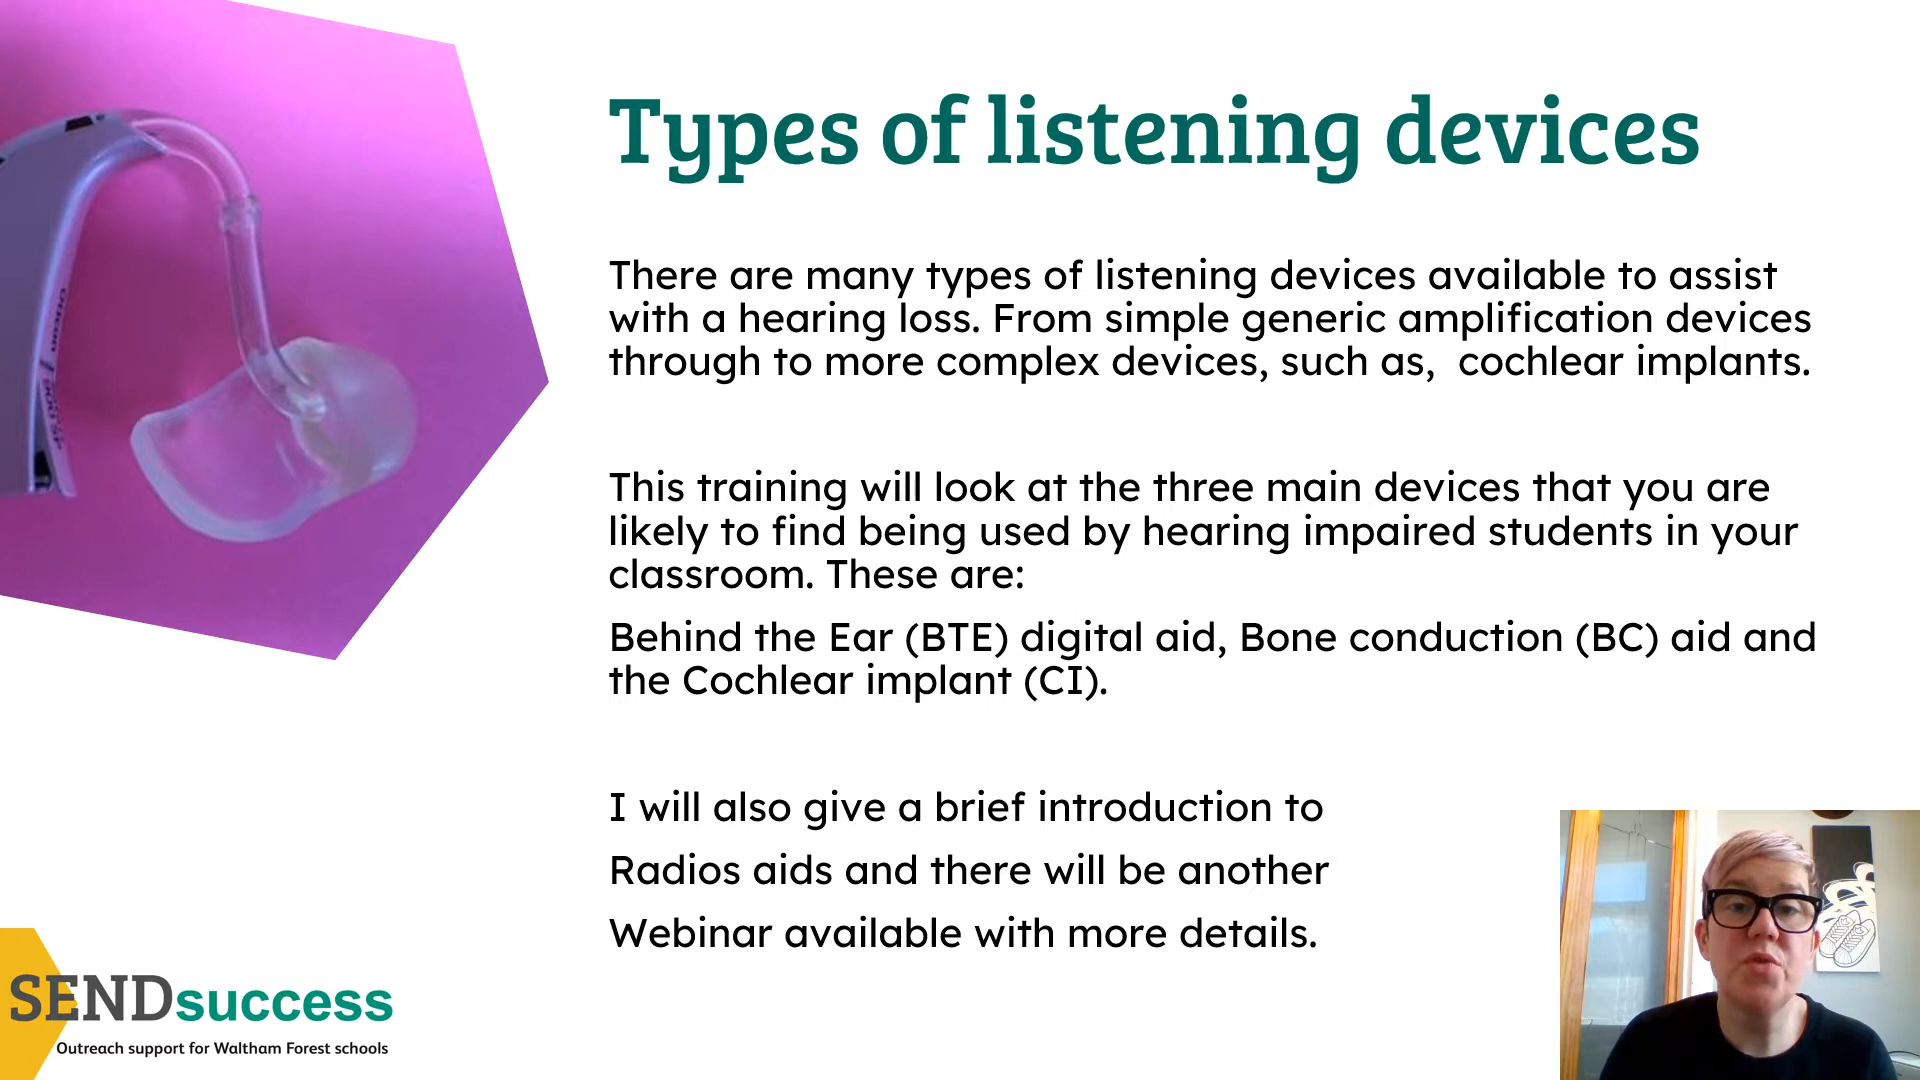 Types of listening devices
There are many types of listening devices available to assist
with a hearing loss. From simple generic amplification devices
through to more complex devices, such as,  cochlear implants.
This training will look at the three main devices that you are
likely to find being used by hearing impaired students in your
classroom. These are:
Behind the Ear (BTE) digital aid, Bone conduction (BC) aid and
the Cochlear implant (CI).
I will also give a brief introduction to
Radios aids and there will be another
Webinar available with more details.
SENDsuccess
Outreach support for Waltham Forest schools